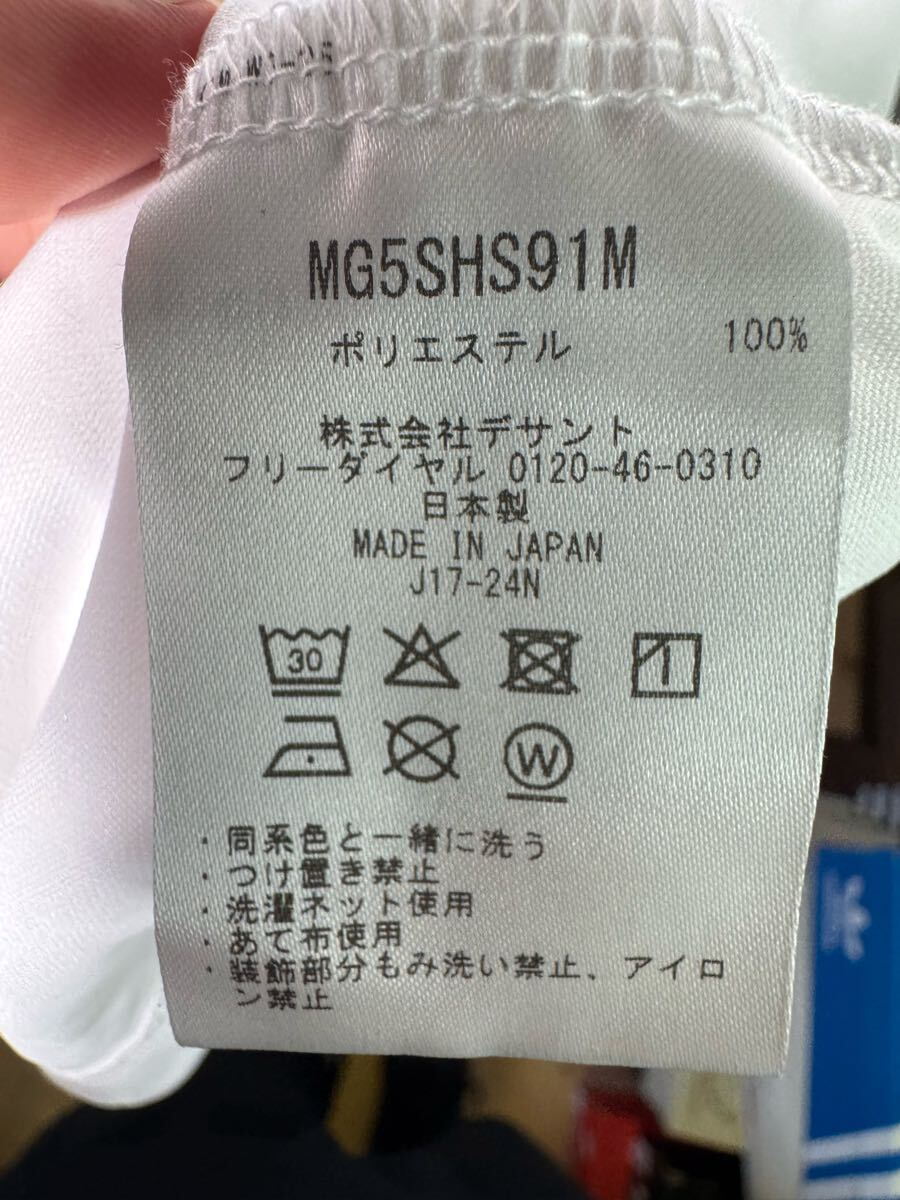 MG5SHS91M
ポリエステル 100%
株式会社デサント
フリーダイヤル 0120-46-0310
日本製
MADE IN JAPAN
J17-24N
30
W
・同系色と一緒に洗う
・つけ置き禁止
・洗濯ネット使用
・あて布使用
・装飾部分もみ洗い禁止、アイロ
ン禁止